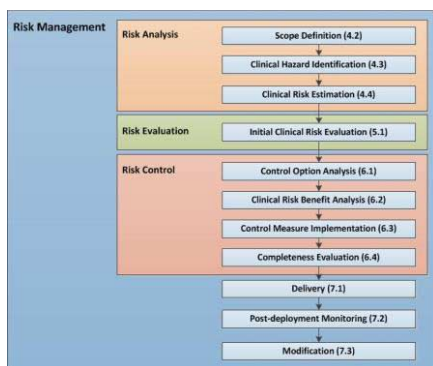 Risk Management
Risk Analysis
Scope Definition (4.2)
Clinical Hazard Identification (4.3)
Clinical Risk Estimation (4.4)
Risk Evaluation
Initial Clinical Risk Evaluation (5.1)
Risk Control
Control Option Analysis (6.1)
Clinical Risk Benefit Analysis (6.2)
Control Measure Implementation (6.3)
Completeness Evaluation (6.4)
Delivery (7.1)
Post-deployment Monitoring (7.2)
Modification (7.3)